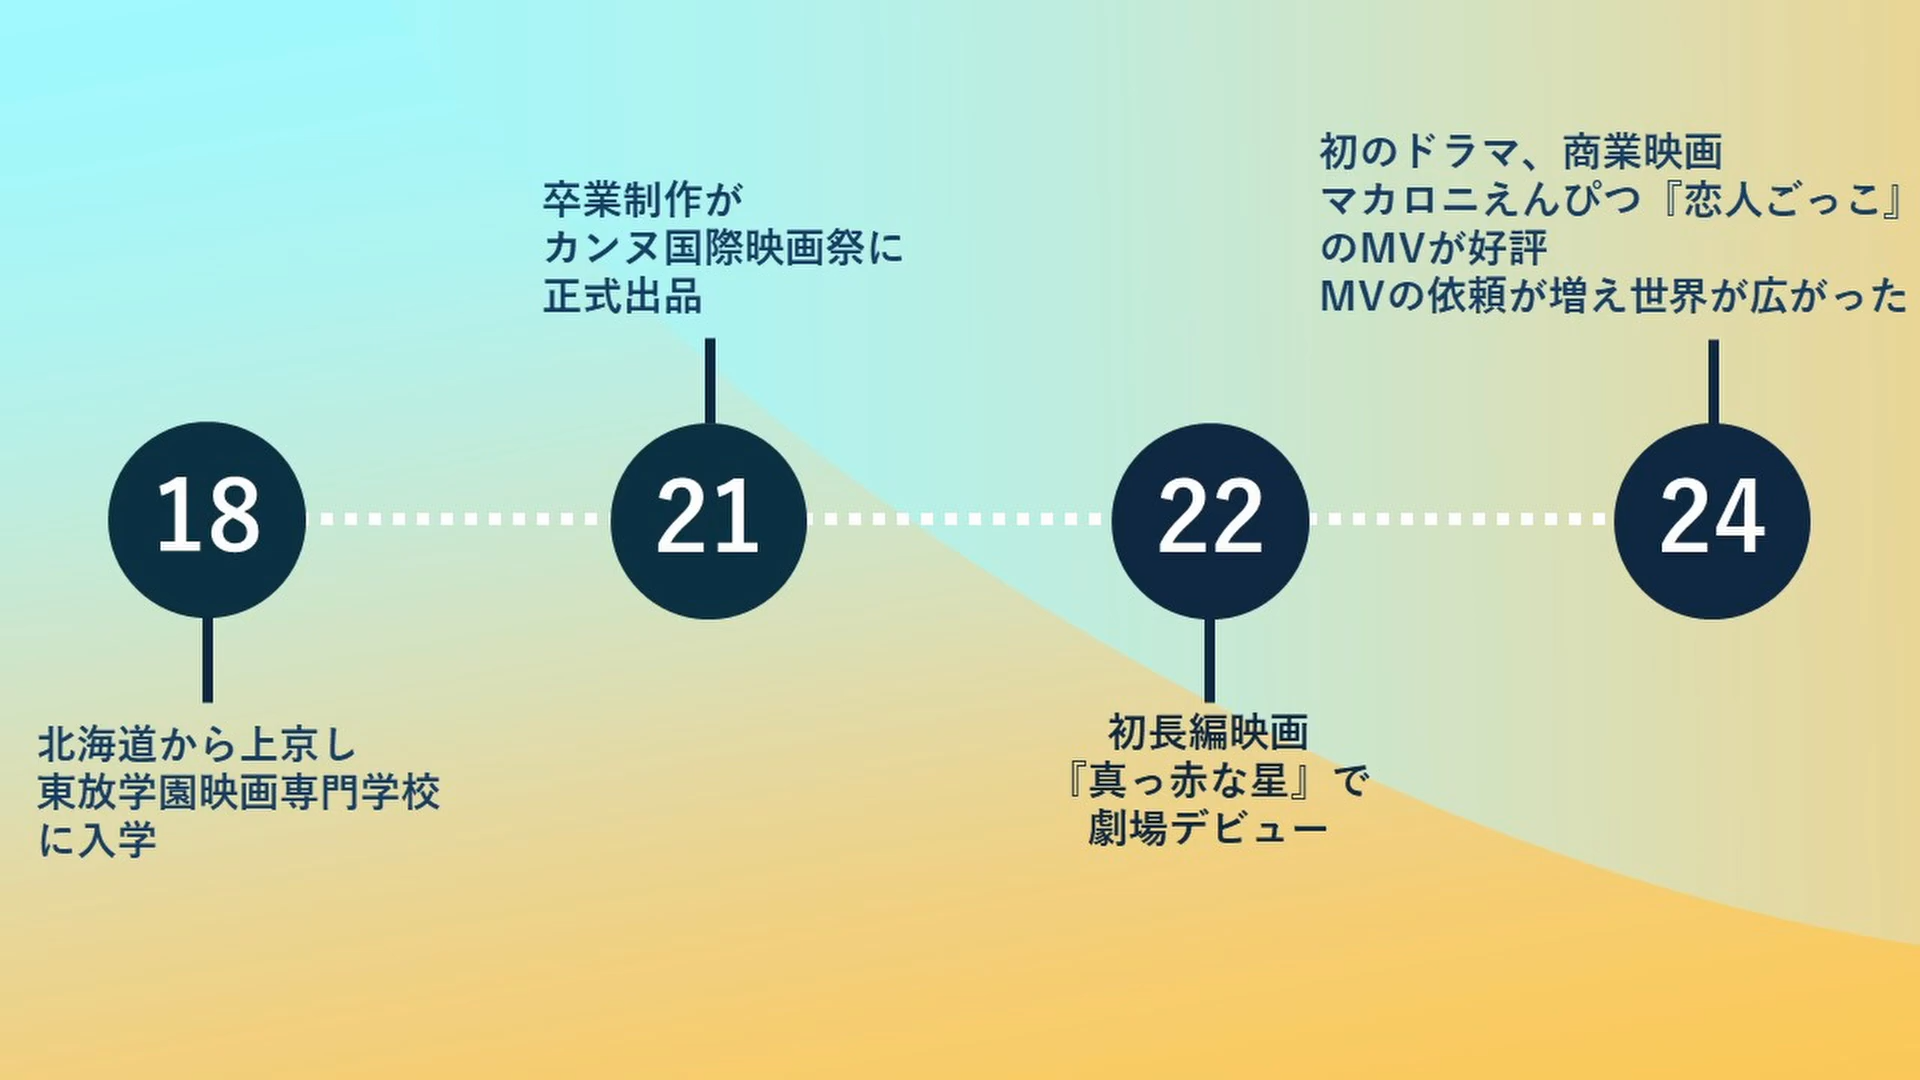 18
北海道から上京し
東放学園映画専門学校
に入学
卒業制作が
カンヌ国際映画祭に
正式出品
21
22
初長編映画
『真っ赤な星』で
劇場デビュー
初のドラマ、商業映画
マカロニえんぴつ『恋人ごっこ』
のMVが好評
MVの依頼が増え世界が広がった
24